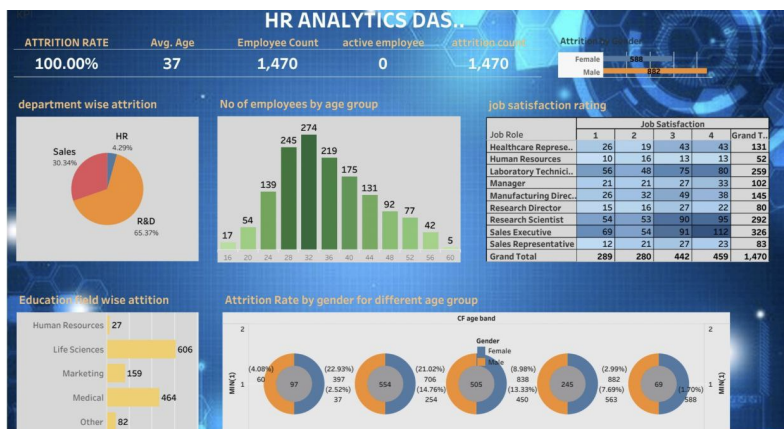 HR ANALYTICS DAS..
ATTRITION RATE Avg. Age Employee Count active employee attrition count
100.00% 37 1,470 0 1,470
Attrition by Gender
Female 588
Male 882
department wise attrition
HR
4.29%
Sales
30.34%
R&D
65.37%
No of employees by age group
17 54 139 245 274 219 175 131 92 77 42 5
16 20 24 28 32 36 40 44 48 52 56 60
job satisfaction rating
Job Satisfaction
Job Role 1 2 3 4 Grand T..
Healthcare Represe.. 26 19 43 43 131
Human Resources 10 16 13 13 52
Laboratory Technici.. 56 48 75 80 259
Manager 21 21 27 33 102
Manufacturing Direc.. 26 32 49 38 145
Research Director 15 16 27 22 80
Research Scientist 54 53 90 95 292
Sales Executive 69 54 91 112 326
Sales Representative 12 21 27 23 83
Grand Total 289 280 442 459 1,470
Education field wise attition
Human Resources 27
Life Sciences 606
Marketing 159
Medical 464
Other 82
Attrition Rate by gender for different age group
CF age band
Gender
Female
Male
2 2
MIN(1) 1 1 MIN(1)
(4.08%)
60
97
(22.93%)
397
(2.52%)
37
554
(21.02%)
706
(14.76%)
254
505
(8.98%)
838
(13.33%)
450
245
(2.99%)
882
(7.69%)
563
69
(1.70%)
588